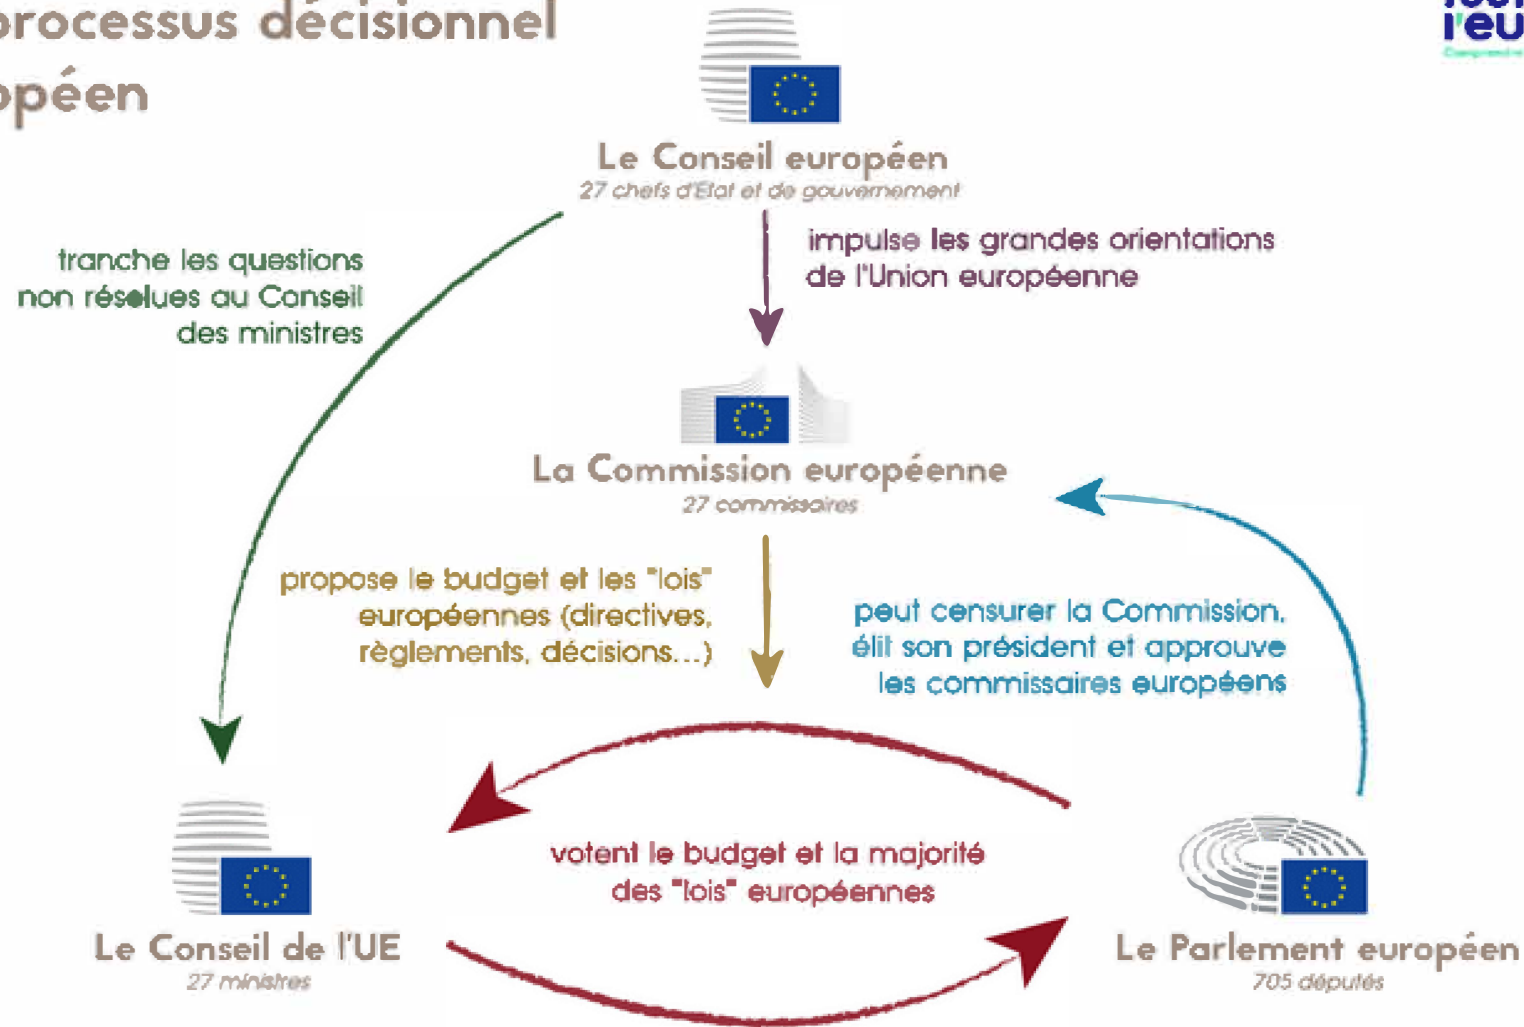 processus décisionnel
opéen
l'eu
Le Conseil européen
27 chefs d'Etat et de gouvernement
tranche les questions
non résolues au Conseil
des ministres
impulse les grandes orientations
de l'Union européenne
La Commission européenne
27 commissaires
propose le budget et les "lois"
européennes (directives,
règlements, décisions...)
peut censurer la Commission,
élit son président et approuve
les commissaires européens
votent le budget et la majorité
des "lois" européennes
Le Conseil de l'UE
27 ministres
Le Parlement européen
705 députés